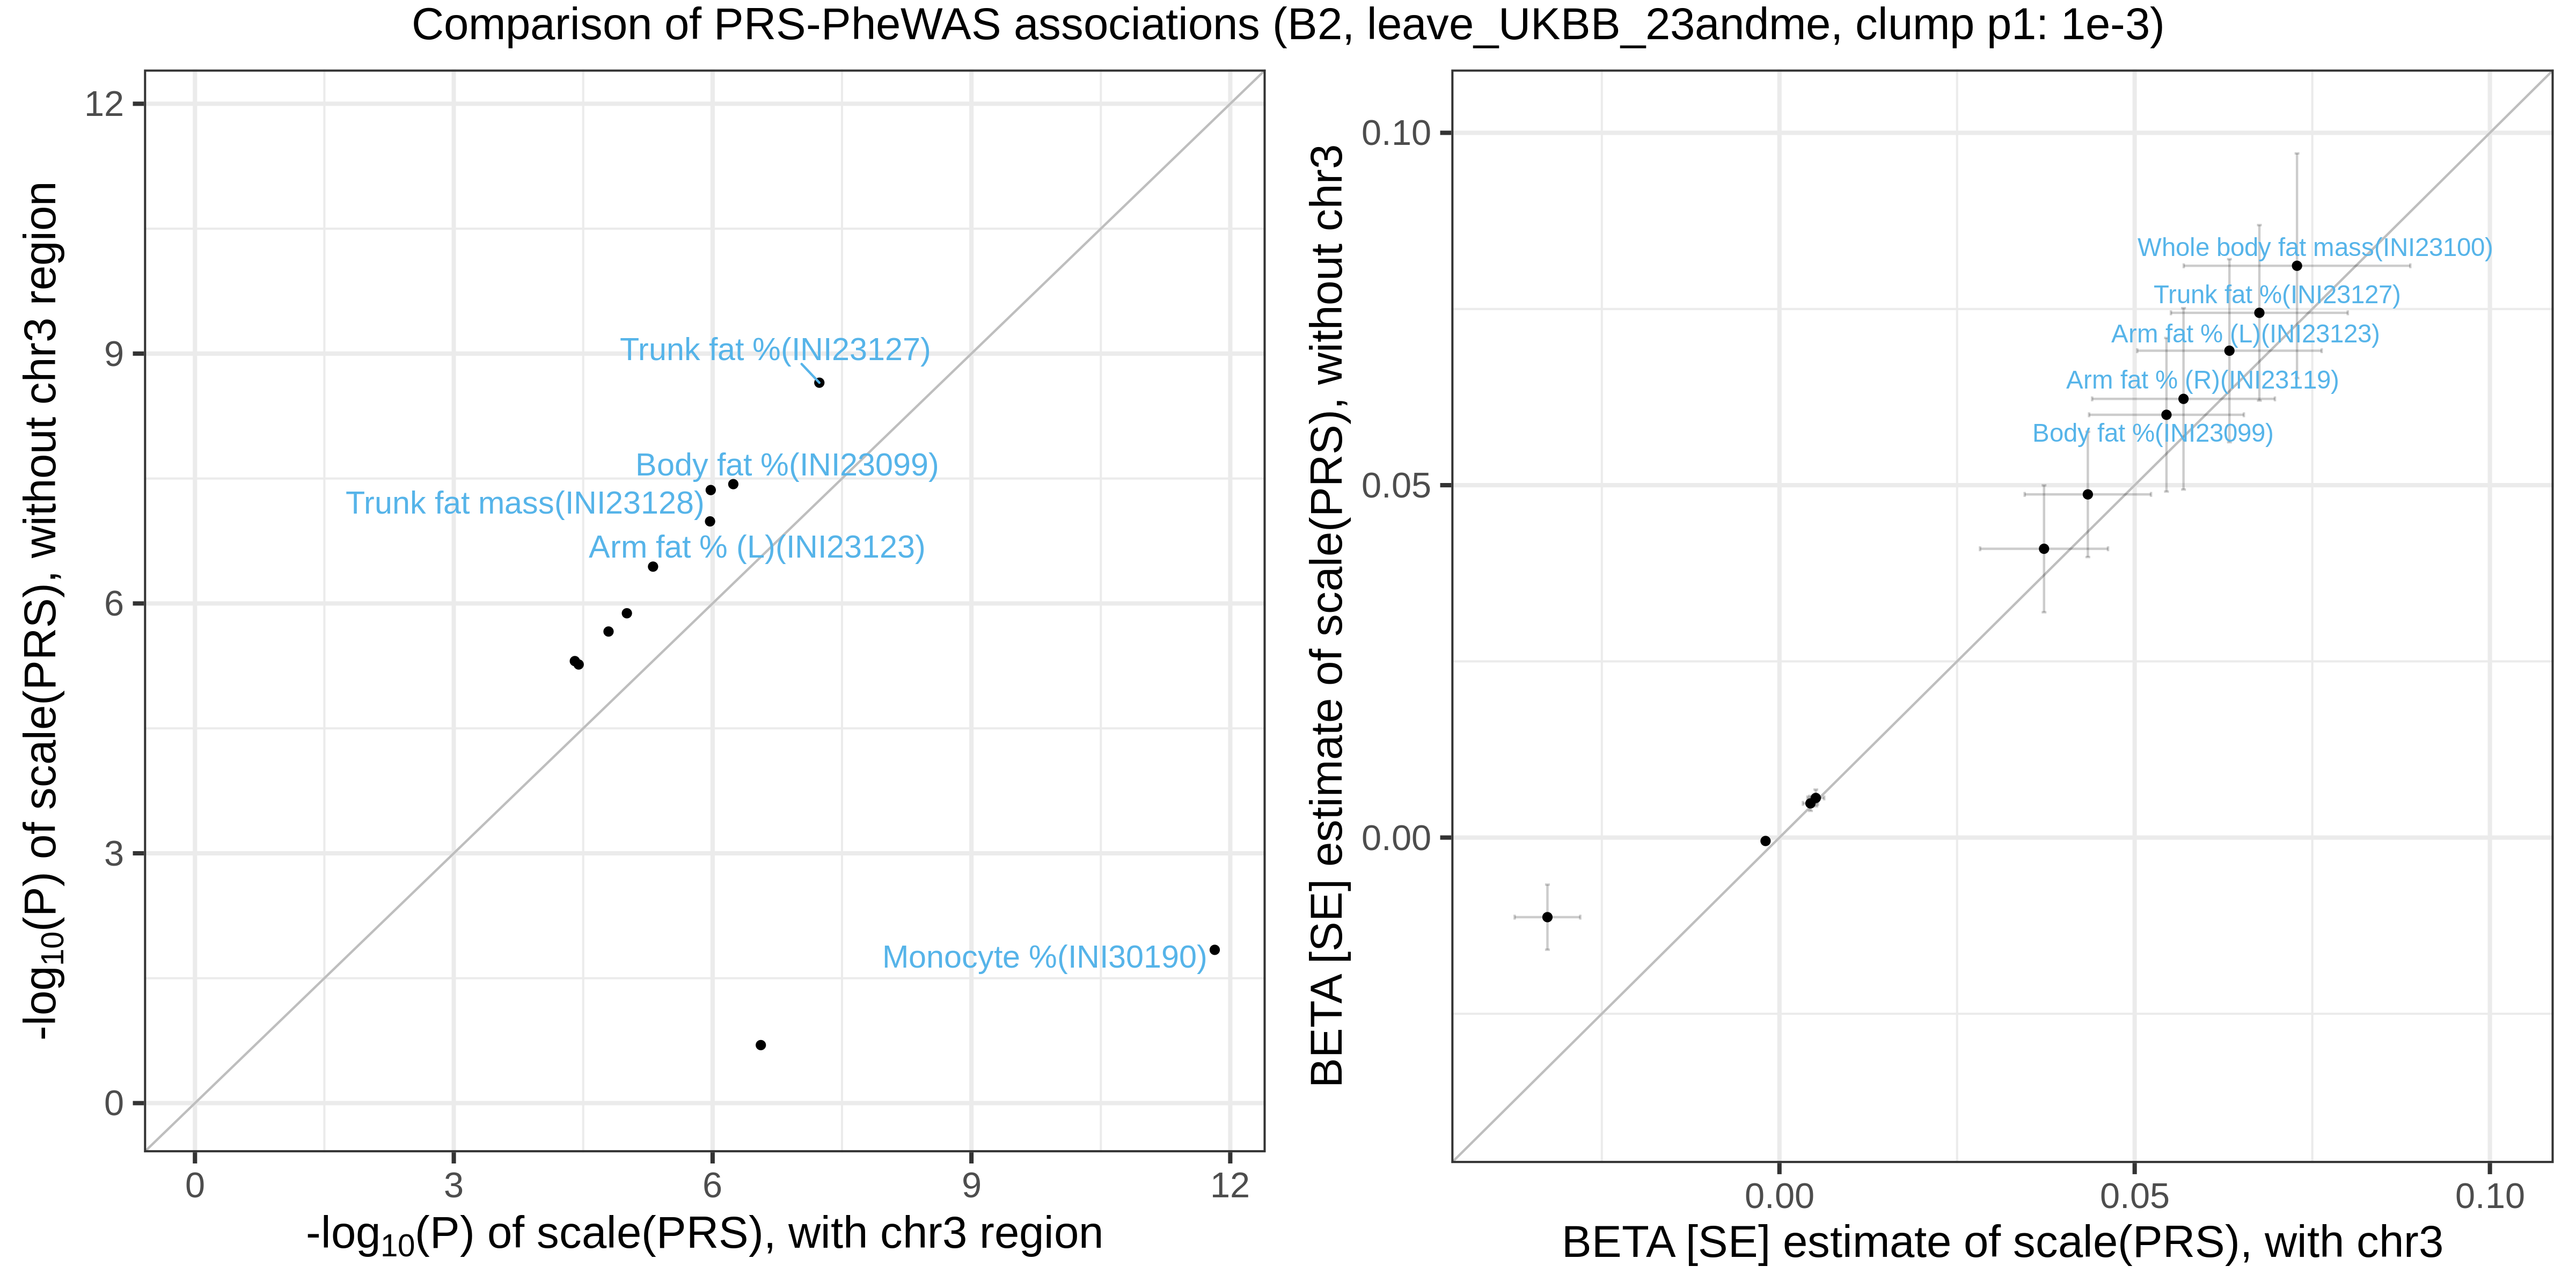 Comparison of PRS-PheWAS associations (B2, leave_UKBB_23andme, clump p1: 1e-3)
-log10(P) of scale(PRS), without chr3 region
12
9
6
3
0
Trunk fat %(INI23127)
Body fat %(INI23099)
Trunk fat mass(INI23128)
Arm fat % (L)(INI23123)
Monocyte %(INI30190)
0
3
6
9
12
-log10(P) of scale(PRS), with chr3 region
BETA [SE] estimate of scale(PRS), without chr3
0.10
0.05
0.00
Whole body fat mass(INI23100)
Trunk fat %(INI23127)
Arm fat % (L)(INI23123)
Arm fat % (R)(INI23119)
Body fat %(INI23099)
0.00
0.05
0.10
BETA [SE] estimate of scale(PRS), with chr3